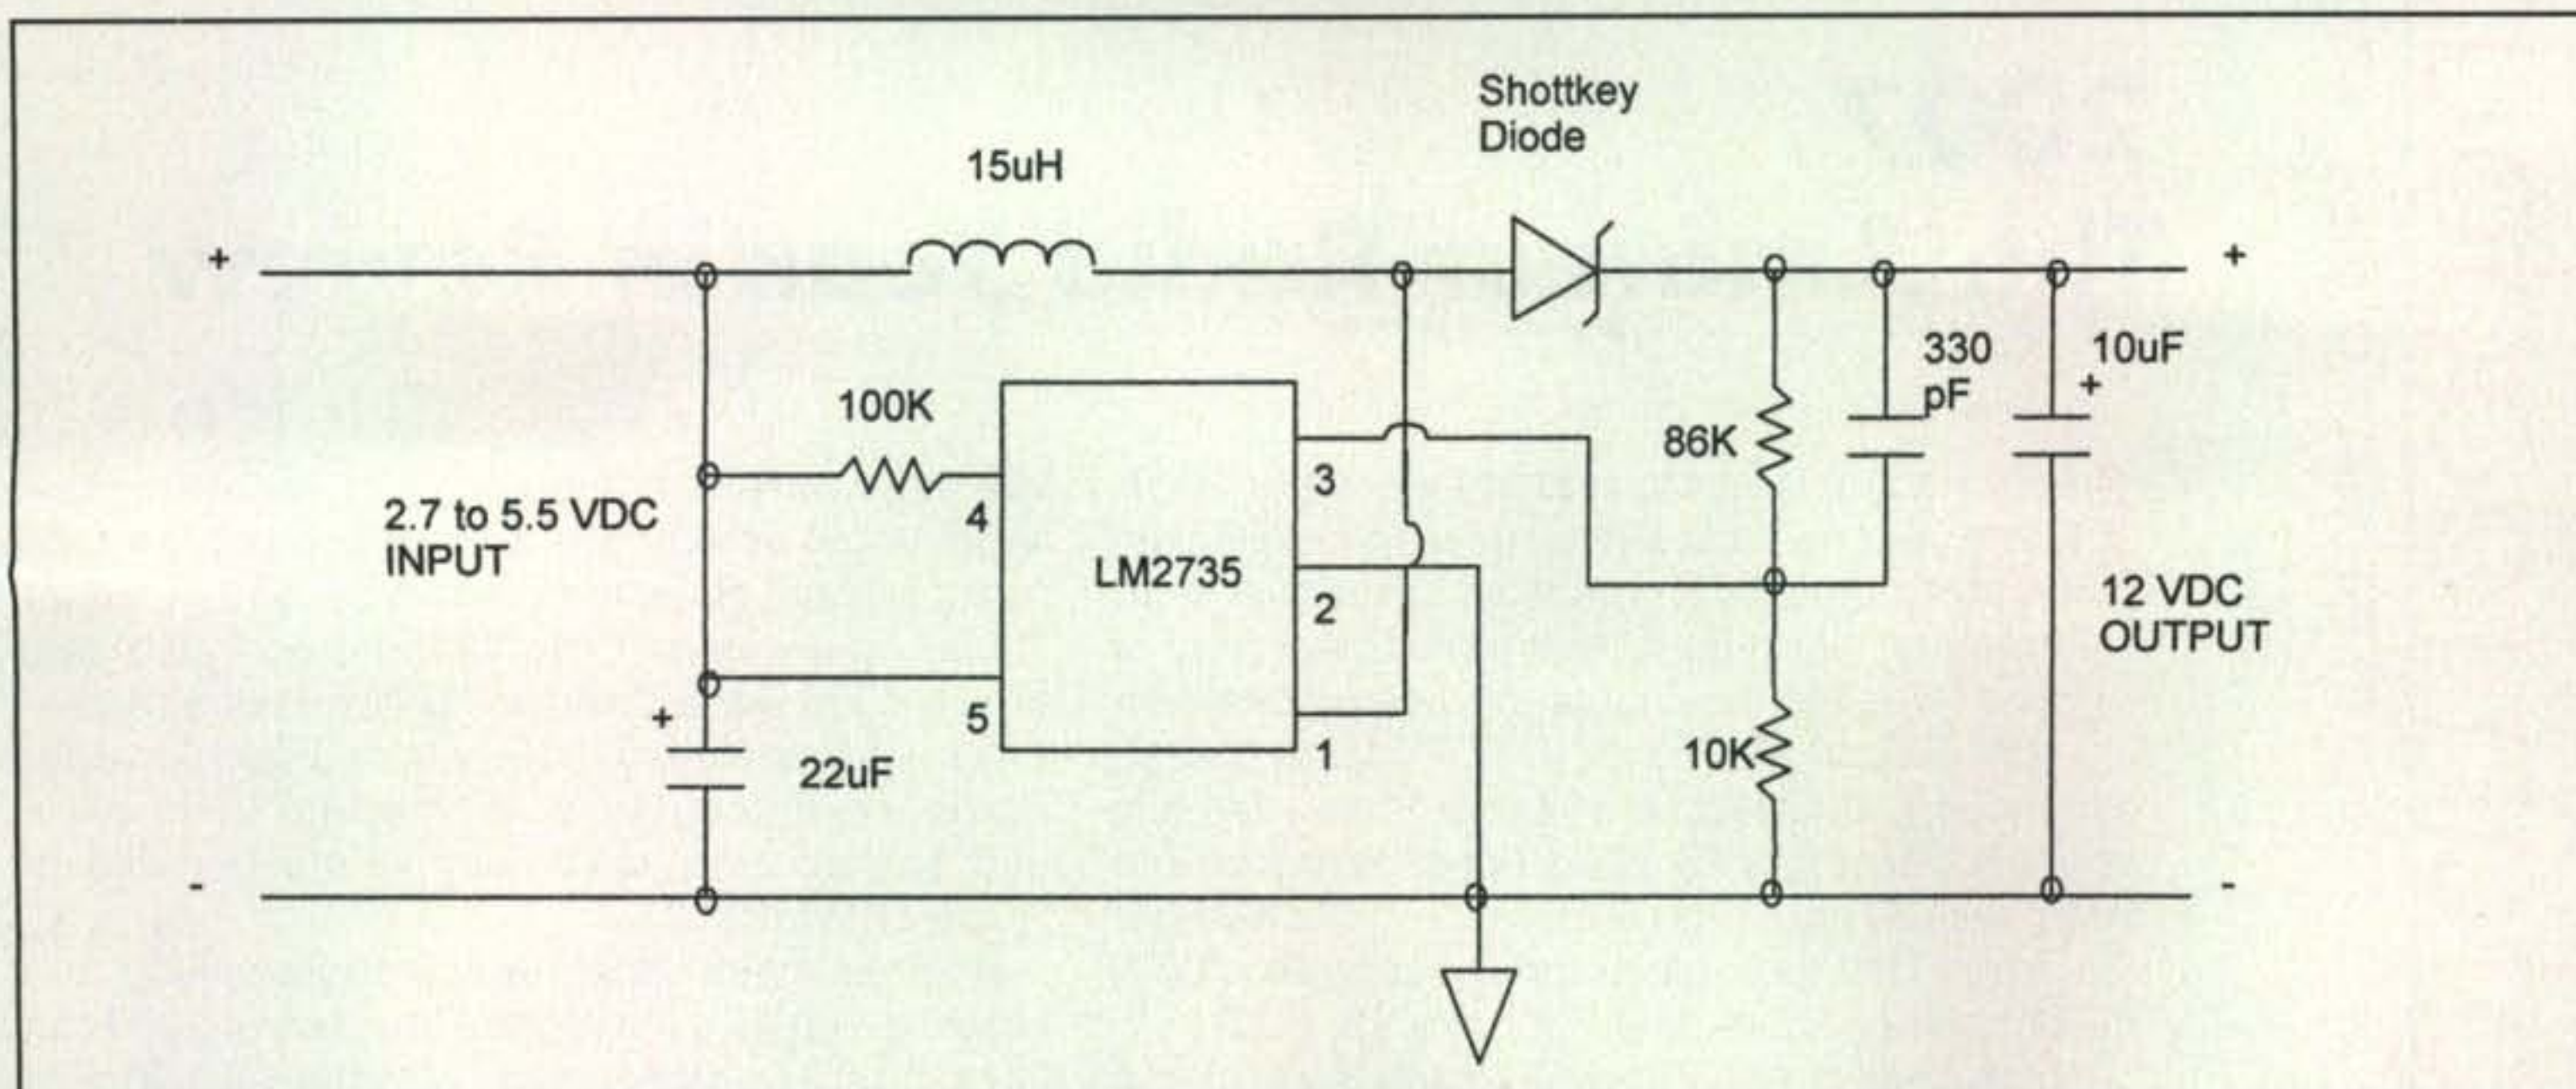 Shottkey
Diode
15uH
+
+
330
pF
10uF
+
100K
86K
3
4
2.7 to 5.5 VDC
INPUT
LM2735
2
12 VDC
OUTPUT
+
5
1
10K
22uF
-
-